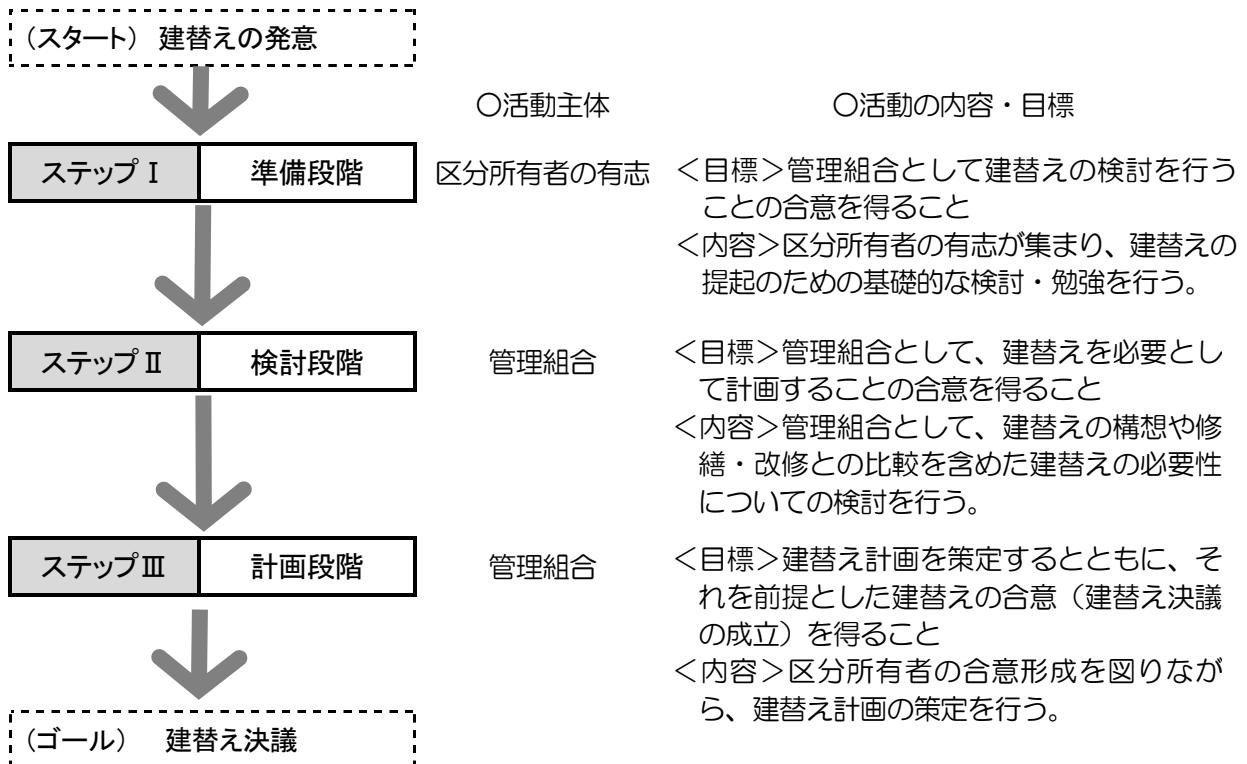 (スタート) 建替えの発意
○活動主体 ○活動の内容・目標
ステップⅠ 準備段階 区分所有者の有志
<目標>管理組合として建替えの検討を行う
ことの合意を得ること
<内容>区分所有者の有志が集まり、建替えの
提起のための基礎的な検討・勉強を行う。
ステップⅡ 検討段階 管理組合
<目標>管理組合として、建替えを必要とし
て計画することの合意を得ること
<内容>管理組合として、建替えの構想や修
繕・改修との比較を含めた建替えの必要性
についての検討を行う。
ステップⅢ 計画段階 管理組合
<目標>建替え計画を策定するとともに、そ
れを前提とした建替えの合意(建替え決議
の成立)を得ること
<内容>区分所有者の合意形成を図りなが
ら、建替え計画の策定を行う。
(ゴール) 建替え決議